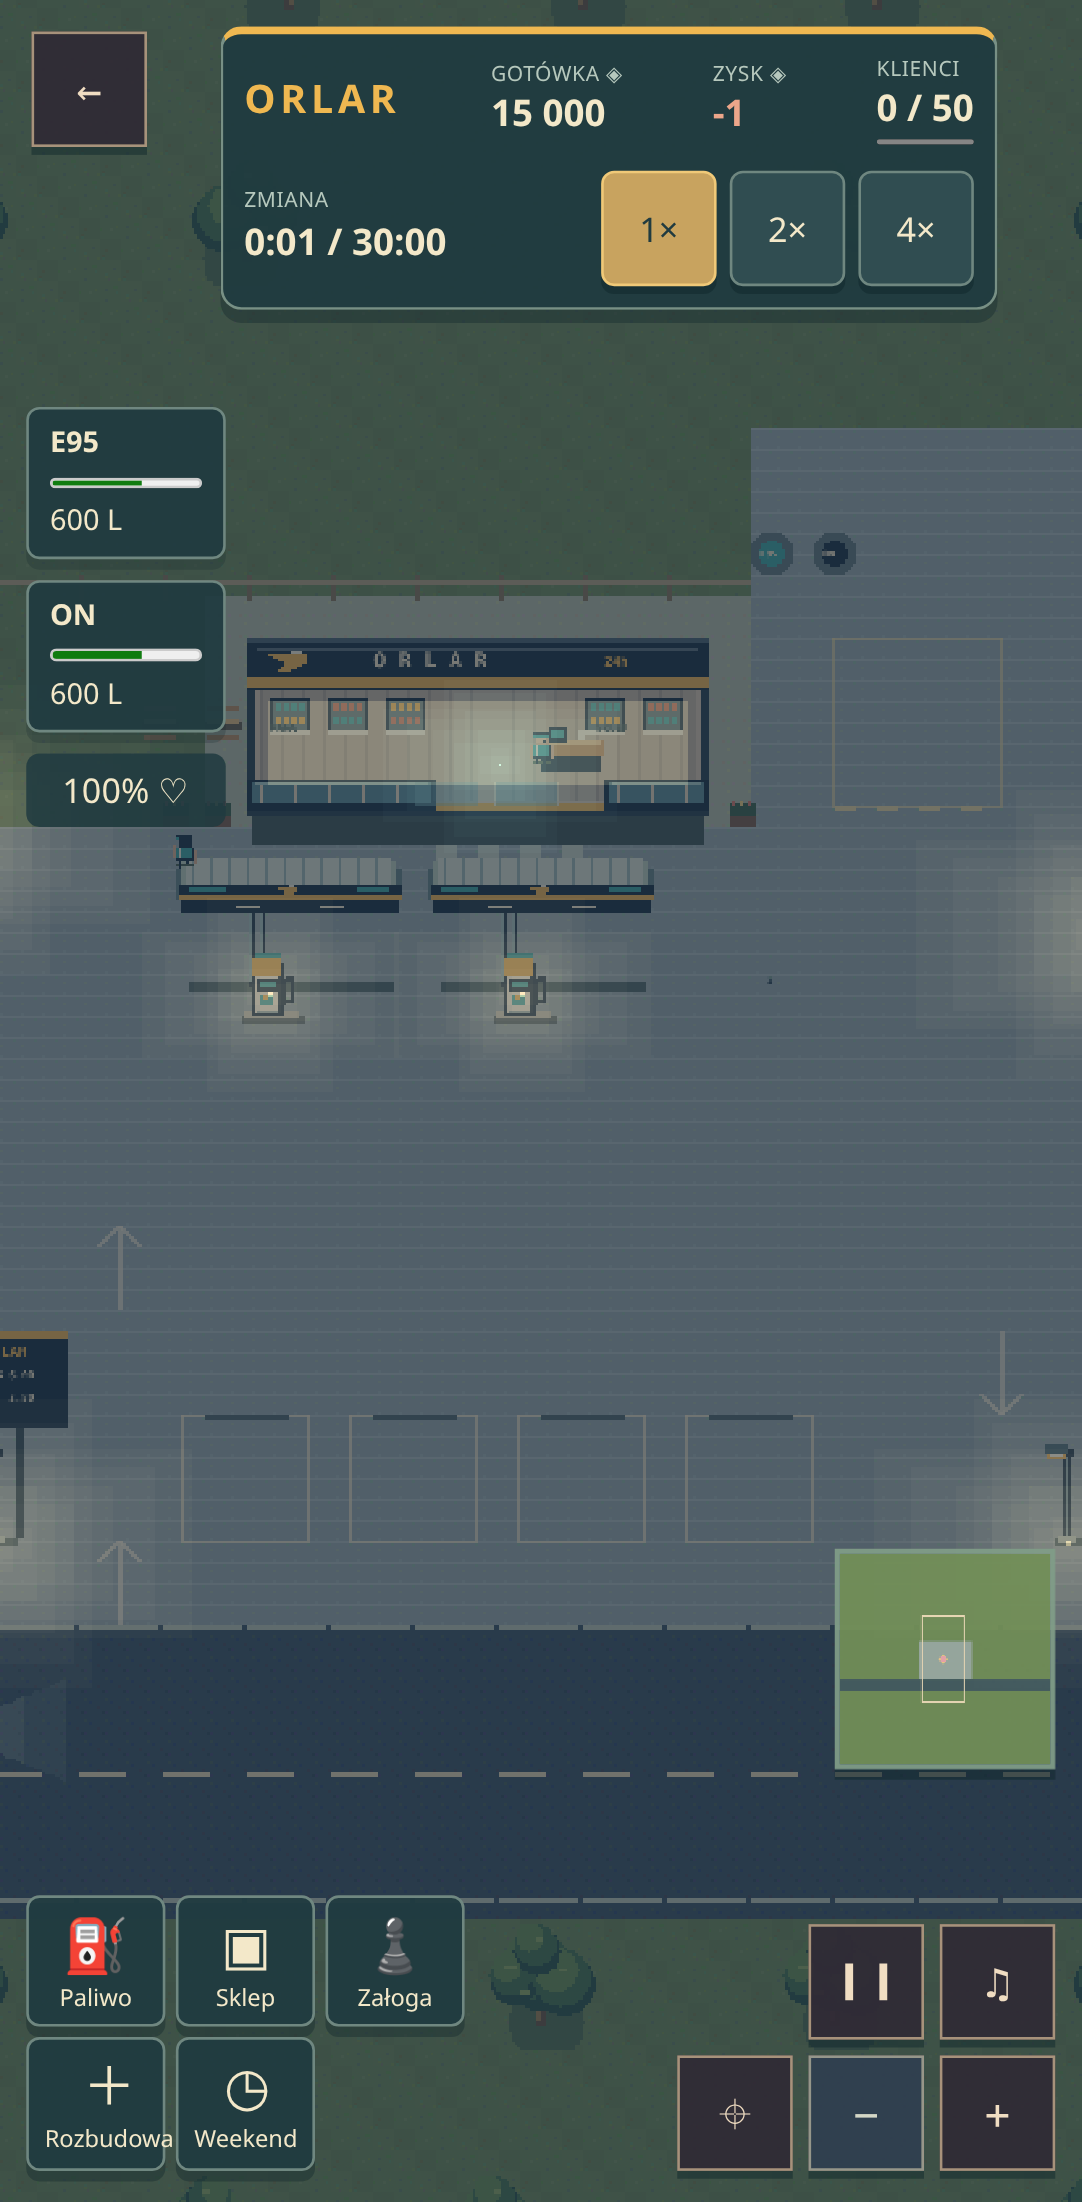 ←
ORLAR
GOTÓWKA ◈
15 000
ZYSK ◈
-1
KLIENCI
0 / 50
ZMIANA
0:01 / 30:00
1×
2×
4×
E95
600 L
ON
600 L
100% ♡
ORLAR
24h
Paliwo
Sklep
Załoga
Rozbudowa
Weekend
♫
−
+